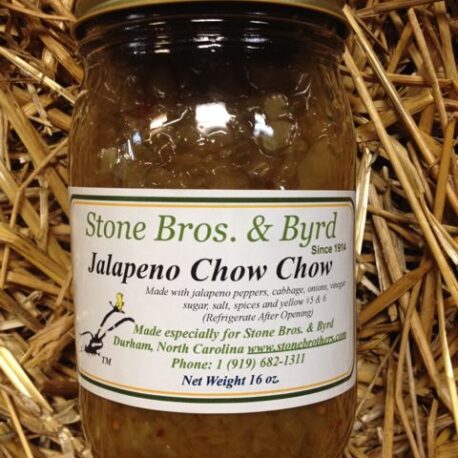 Stone Bros. & Byrd
Since 1914
Jalapeno Chow Chow
Made with jalapeno peppers, cabbage, onions, vinegar
sugar, salt, spices and yellow #5 & 6
(Refrigerate After Opening)
Made especially for Stone Bros. & Byrd
Durham, North Carolina www.stonebrothers.com
Phone: 1 (919) 682-1311
Net Weight 16 oz.
TM